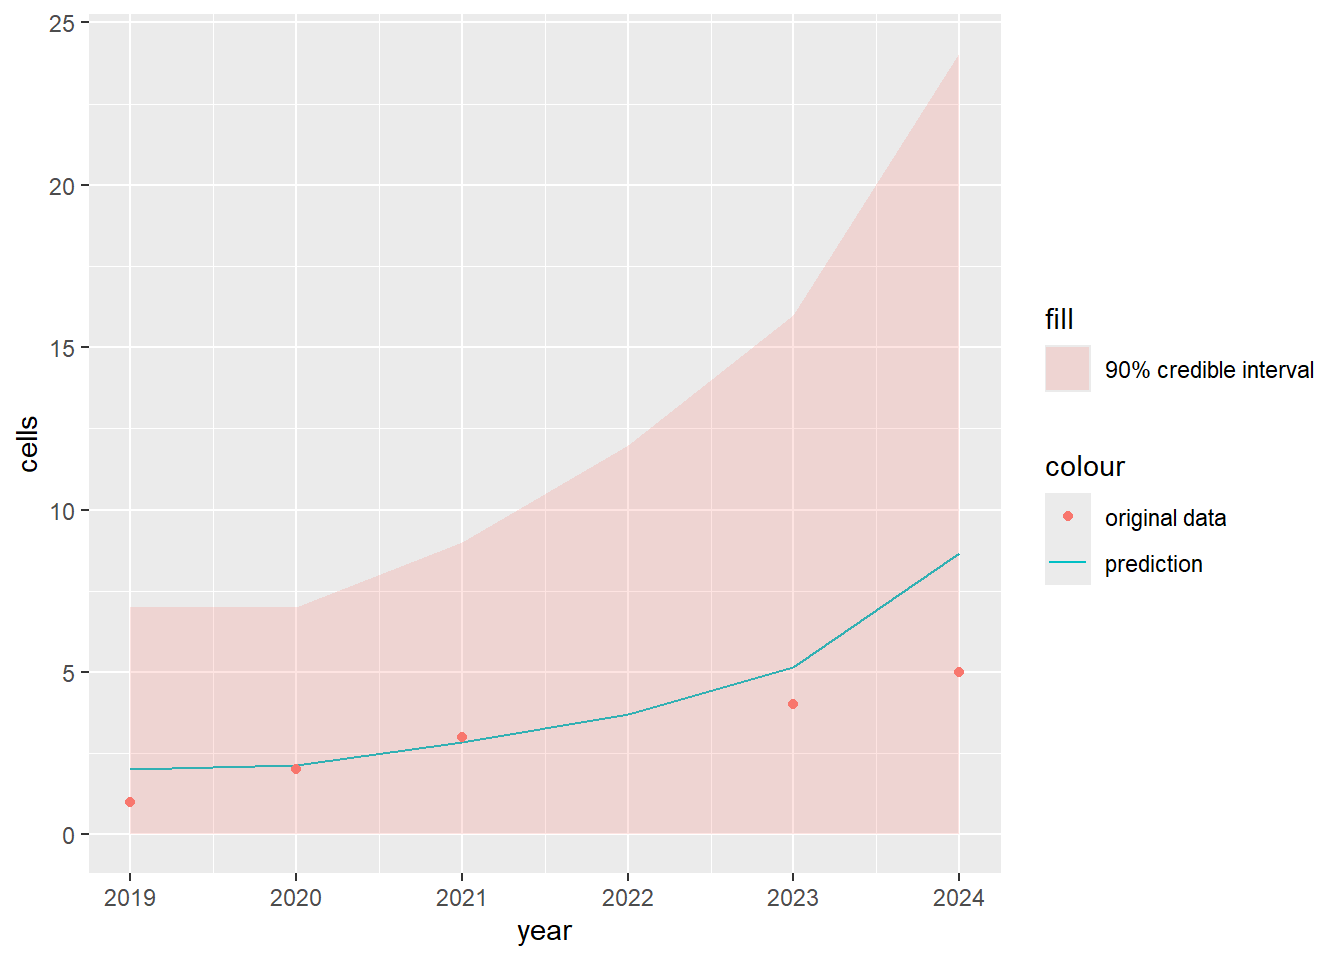 25
20
15
10
5
0
cells
2019 2020 2021 2022 2023 2024
year
fill
90% credible interval
colour
original data
prediction